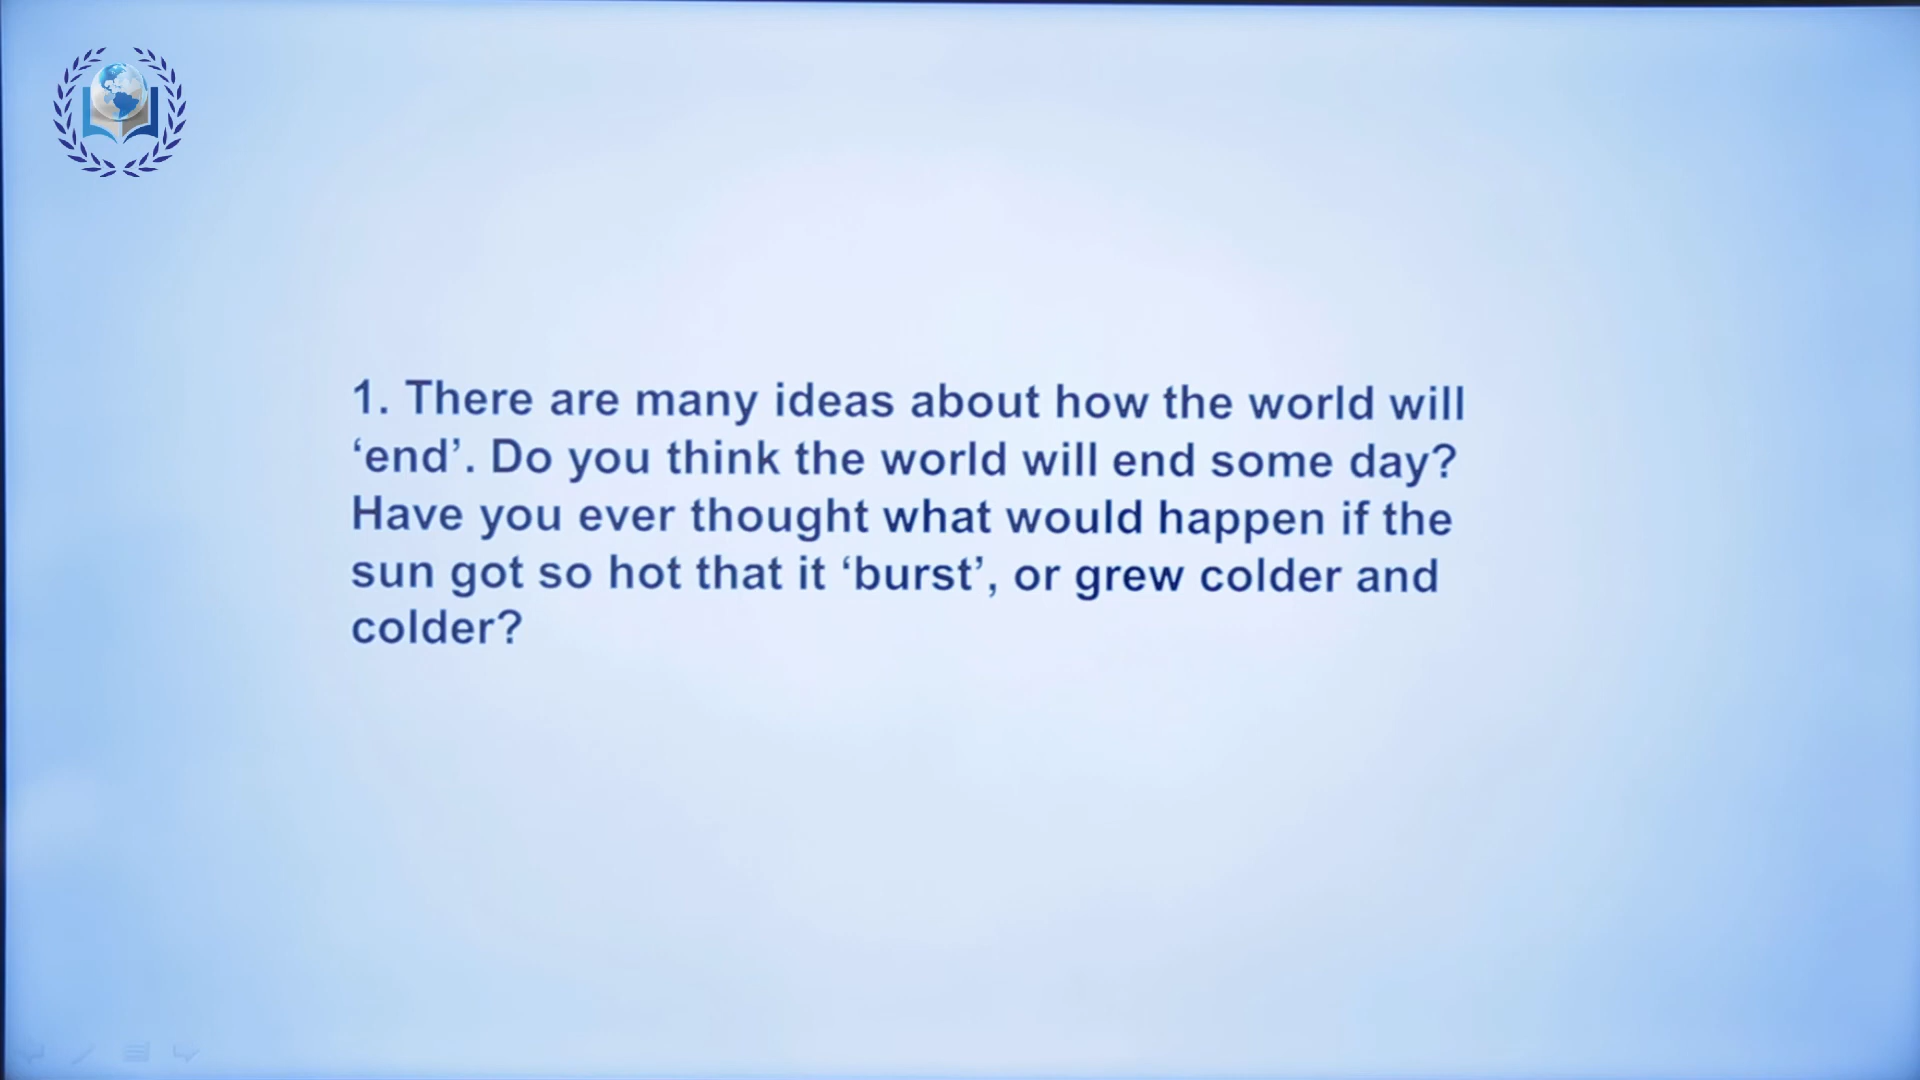 1. There are many ideas about how the world will
‘end’. Do you think the world will end some day?
Have you ever thought what would happen if the
sun got so hot that it ‘burst’, or grew colder and
colder?